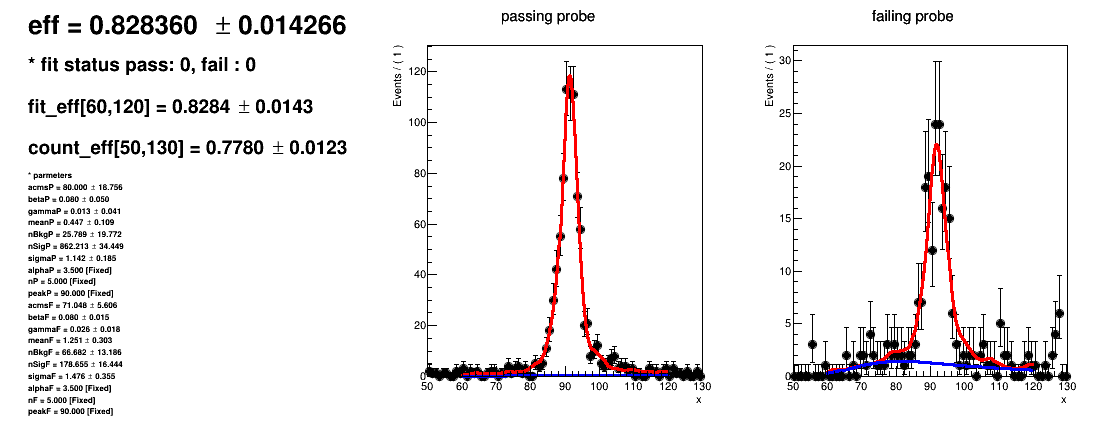 eff = 0.828360 ± 0.014266
* fit status pass: 0, fail : 0
fit_eff[60,120] = 0.8284 ± 0.0143
count_eff[50,130] = 0.7780 ± 0.0123
* parmeters
acmsP = 80.000 ± 18.756
betaP = 0.080 ± 0.050
gammaP = 0.013 ± 0.041
meanP = 0.447 ± 0.109
nBkgP = 25.789 ± 19.772
nSigP = 862.213 ± 34.449
sigmaP = 1.142 ± 0.185
alphaP = 3.500 [Fixed]
nP = 5.000 [Fixed]
peakP = 90.000 [Fixed]
acmsF = 71.048 ± 5.606
betaF = 0.080 ± 0.015
gammaF = 0.026 ± 0.018
meanF = 1.251 ± 0.303
nBkgF = 66.682 ± 13.186
nSigF = 178.655 ± 16.444
sigmaF = 1.476 ± 0.355
alphaF = 3.500 [Fixed]
nF = 5.000 [Fixed]
peakF = 90.000 [Fixed]
passing probe
Events / ( 1 )
120
100
80
60
40
20
0
50 60 70 80 90 100 110 120 130
x
failing probe
Events / ( 1 )
30
25
20
15
10
5
0
50 60 70 80 90 100 110 120 130
x